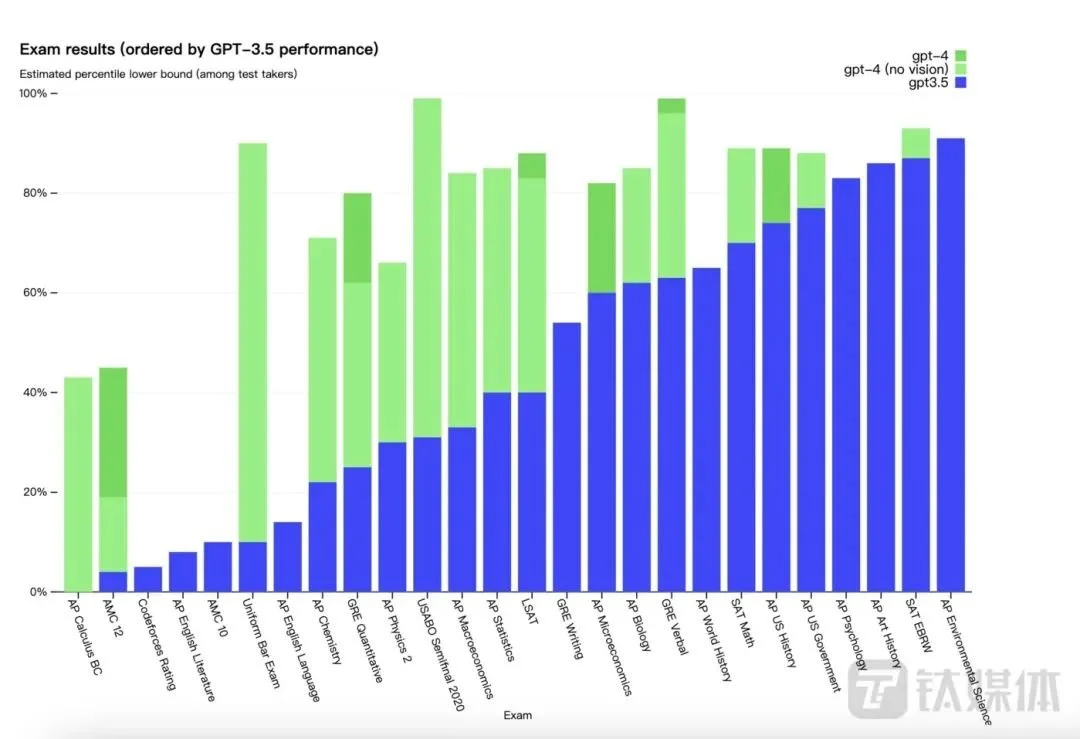 Exam results (ordered by GPT-3.5 performance)
Estimated percentile lower bound (among test takers)
gpt-4
gpt-4 (no vision)
gpt3.5
100%
80%
60%
40%
20%
0%
AP Calculus BC
AMC 12
Codeforces Rating
AP English Literature
AMC 10
Uniform Bar Exam
AP English Language
AP Chemistry
GRE Quantitative
AP Physics 2
USABO Semifinal 2020
AP Macroeconomics
AP Statistics
LSAT
GRE Writing
AP Microeconomics
AP Biology
GRE Verbal
AP World History
SAT Math
AP US History
AP US Government
AP Psychology
AP Art History
SAT EBRW
AP Environmental Science
Exam
钛媒体